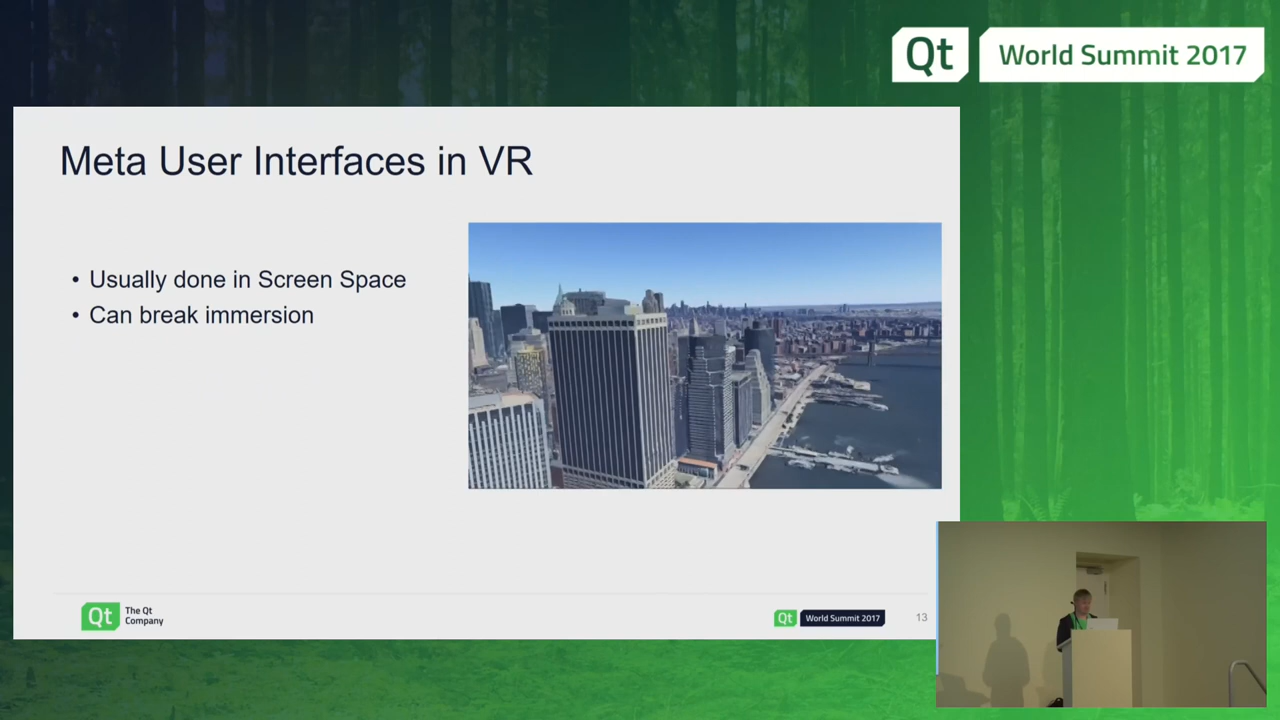 Qt World Summit 2017
Meta User Interfaces in VR
• Usually done in Screen Space
• Can break immersion
Qt The Qt
Company
Qt World Summit 2017
13